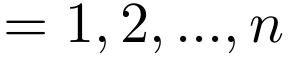 = 1, 2, ..., n